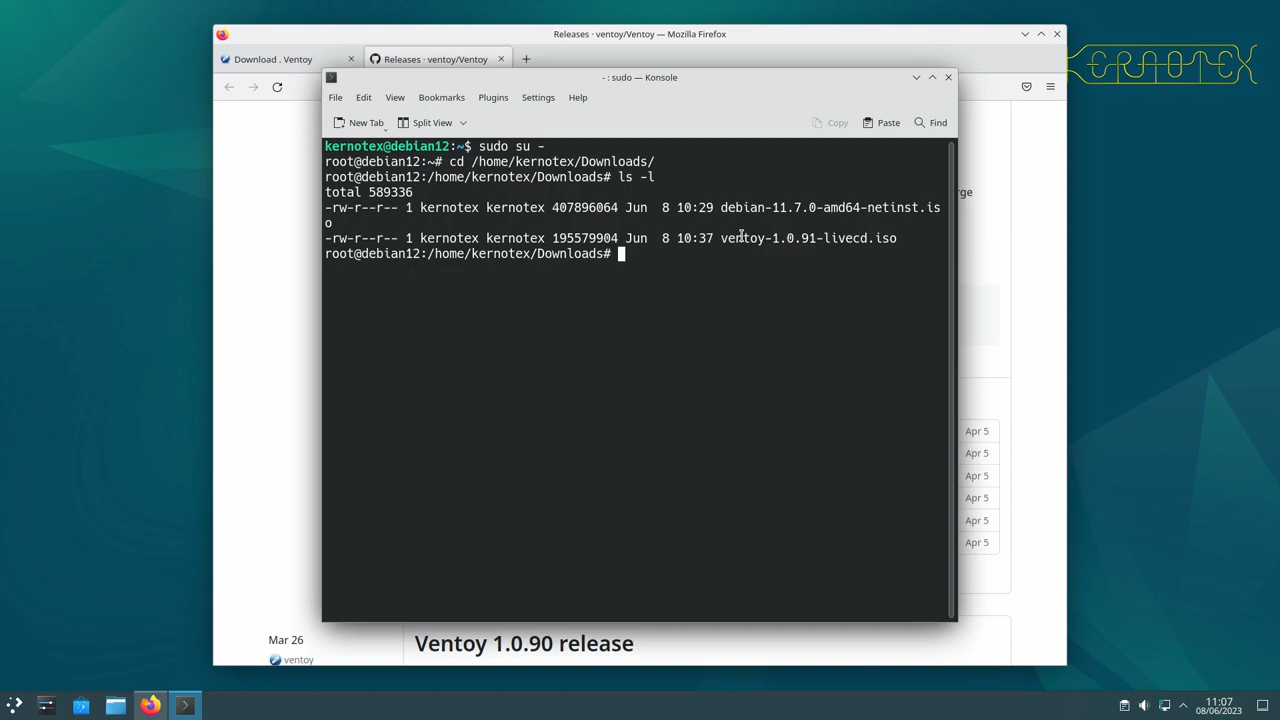 Releases · ventoy/Ventoy — Mozilla Firefox
Download . Ventoy
Releases · ventoy/Ventoy
KERNOTEX
- : sudo — Konsole
File Edit View Bookmarks Plugins Settings Help
New Tab Split View Copy Paste Find
kernotex@debian12:~$ sudo su -
root@debian12:~# cd /home/kernotex/Downloads/
root@debian12:/home/kernotex/Downloads# ls -l
total 589336
-rw-r--r-- 1 kernotex kernotex 407896064 Jun  8 10:29 debian-11.7.0-amd64-netinst.is
o
-rw-r--r-- 1 kernotex kernotex 195579904 Jun  8 10:37 ventoy-1.0.91-livecd.iso
root@debian12:/home/kernotex/Downloads#
rge
Apr 5
Apr 5
Apr 5
Apr 5
Apr 5
Apr 5
Mar 26
ventoy
Ventoy 1.0.90 release
11:07
08/06/2023